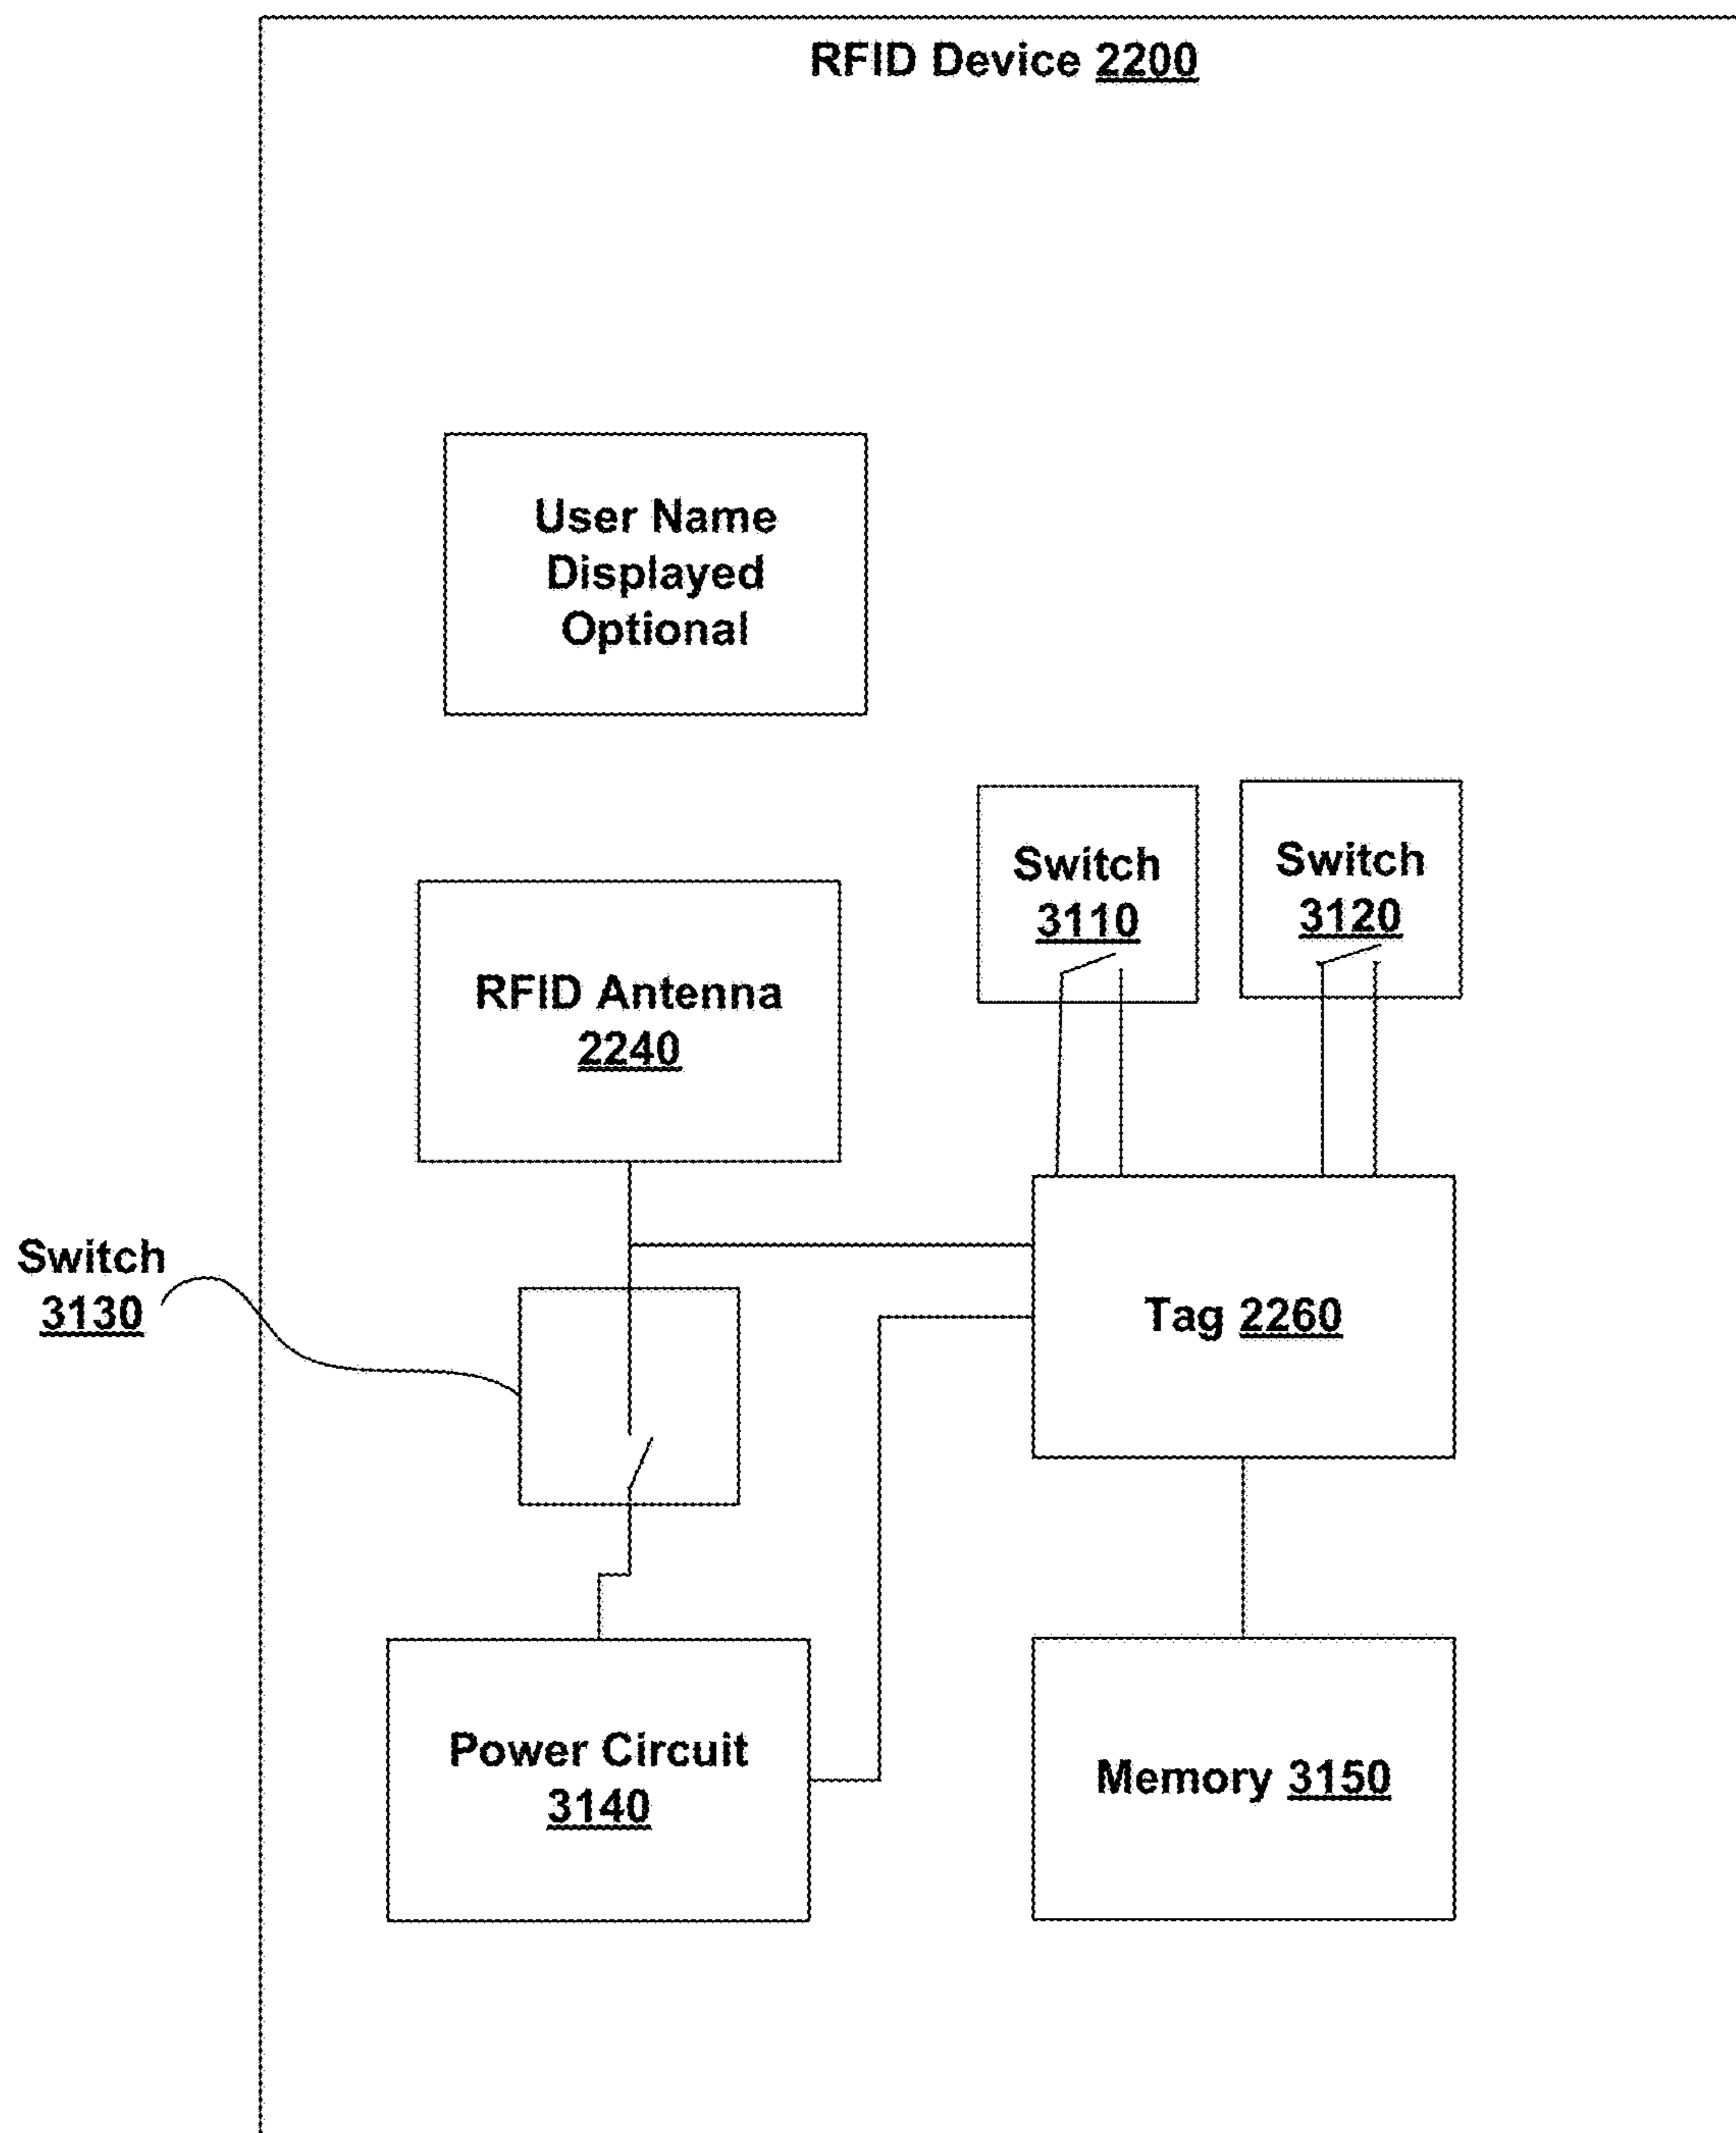 RFID Device 2200
User Name
Displayed
Optional
Switch
3110
Switch
3120
RFID Antenna
2240
Switch
3130
Tag 2260
Power Circuit
3140
Memory 3150